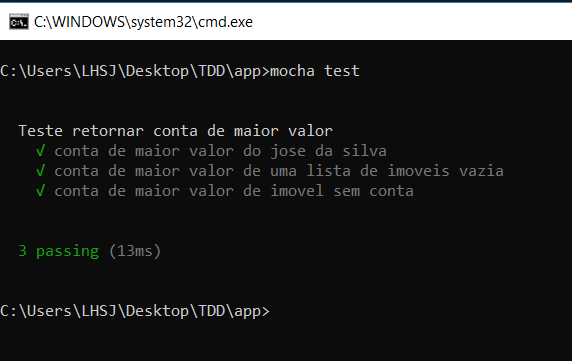 C:\WINDOWS\system32\cmd.exe
C:\Users\LHSJ\Desktop\TDD\app>mocha test
Teste retornar conta de maior valor
√ conta de maior valor do jose da silva
√ conta de maior valor de uma lista de imoveis vazia
√ conta de maior valor de imovel sem conta
3 passing (13ms)
C:\Users\LHSJ\Desktop\TDD\app>